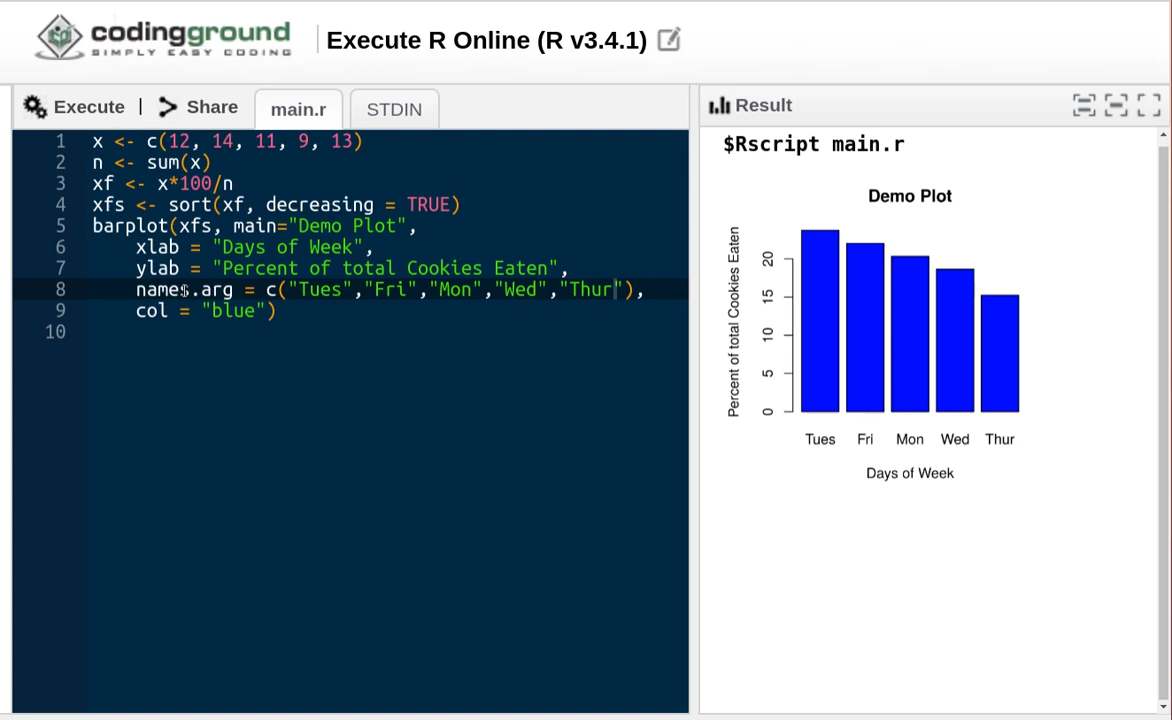 codingground
SIMPLY EASY CODING
Execute R Online (R v3.4.1)
Execute | Share main.r STDIN
1 x <- c(12, 14, 11, 9, 13)
2 n <- sum(x)
3 xf <- x*100/n
4 xfs <- sort(xf, decreasing = TRUE)
5 barplot(xfs, main="Demo Plot",
6 xlab = "Days of Week",
7 ylab = "Percent of total Cookies Eaten",
8 names.arg = c("Tues","Fri","Mon","Wed","Thur"),
9 col = "blue")
10
Result
$Rscript main.r
Demo Plot
Percent of total Cookies Eaten
20
15
10
5
0
Tues Fri Mon Wed Thur
Days of Week